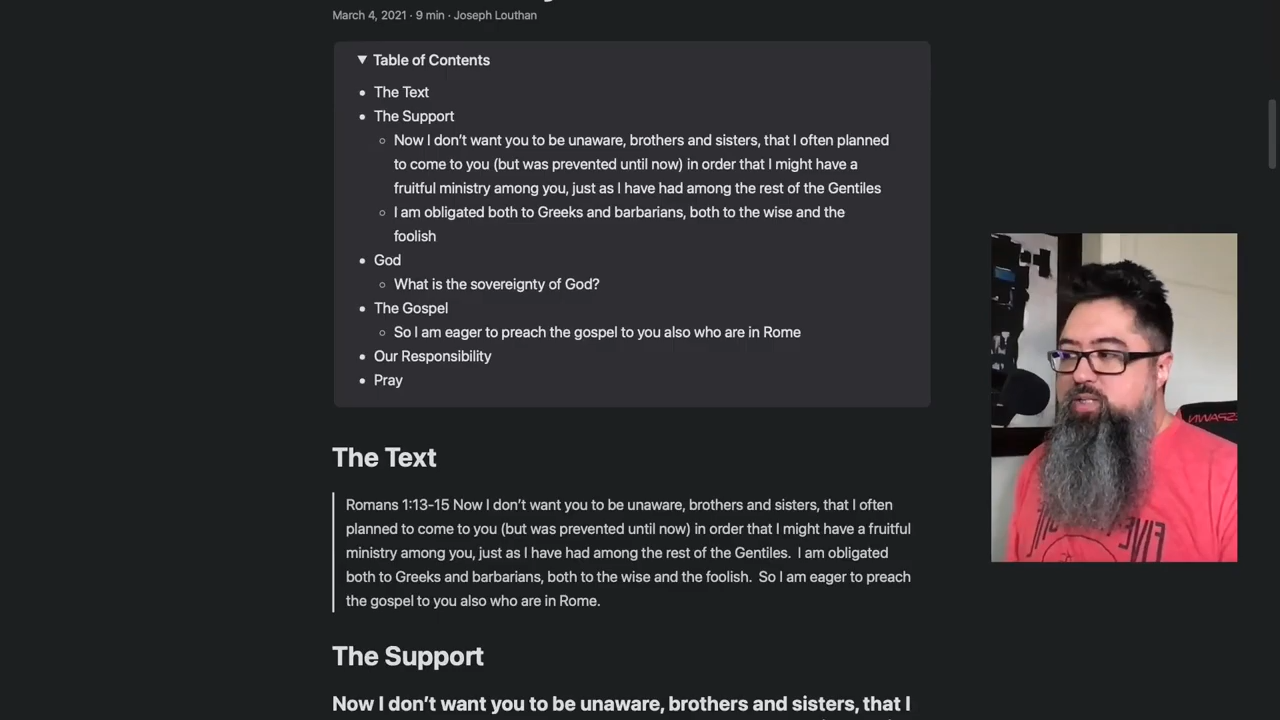 March 4, 2021 · 9 min · Joseph Louthan
▼ Table of Contents
• The Text
• The Support
○ Now I don’t want you to be unaware, brothers and sisters, that I often planned
to come to you (but was prevented until now) in order that I might have a
fruitful ministry among you, just as I have had among the rest of the Gentiles
○ I am obligated both to Greeks and barbarians, both to the wise and the
foolish
• God
○ What is the sovereignty of God?
• The Gospel
○ So I am eager to preach the gospel to you also who are in Rome
• Our Responsibility
• Pray
The Text
Romans 1:13-15 Now I don’t want you to be unaware, brothers and sisters, that I often
planned to come to you (but was prevented until now) in order that I might have a fruitful
ministry among you, just as I have had among the rest of the Gentiles.  I am obligated
both to Greeks and barbarians, both to the wise and the foolish.  So I am eager to preach
the gospel to you also who are in Rome.
The Support
Now I don’t want you to be unaware, brothers and sisters, that I